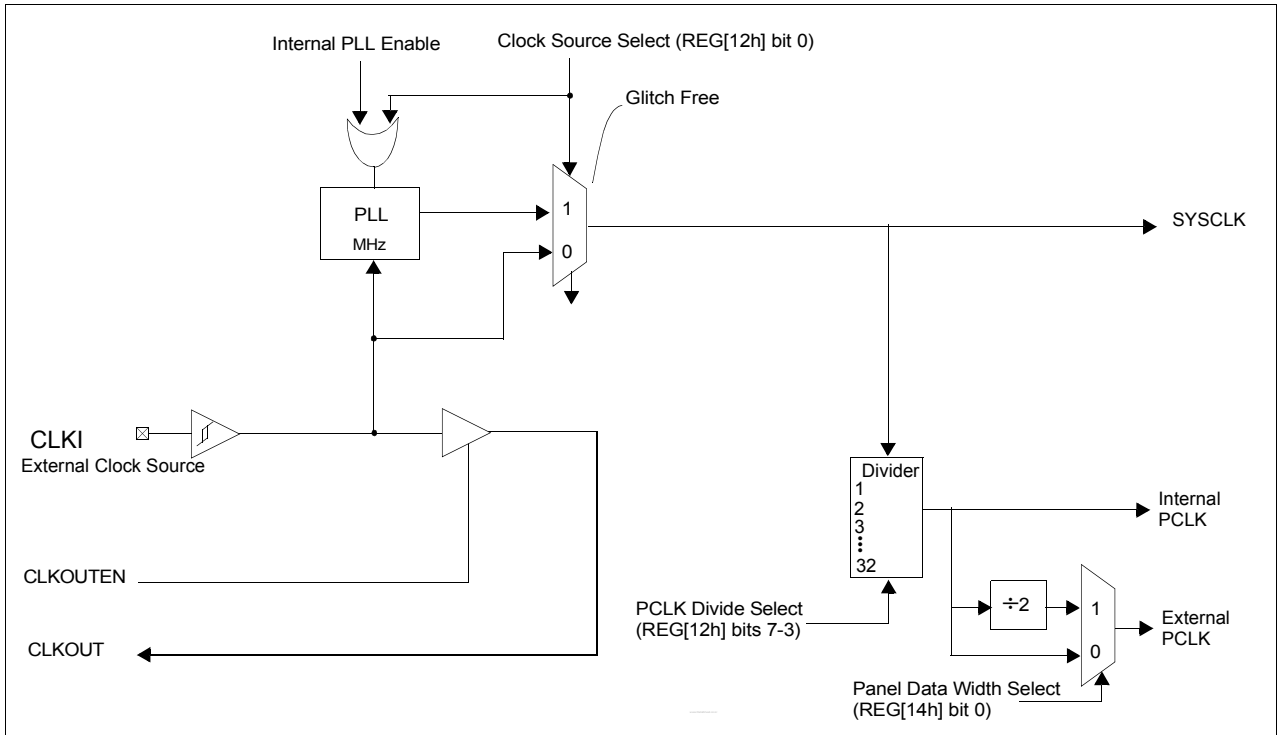 Internal PLL Enable
Clock Source Select (REG[12h] bit 0)
Glitch Free
PLL
MHz
1
0
SYSCLK
CLKI
External Clock Source
Divider
1
2
3
32
Internal
PCLK
CLKOUTEN
PCLK Divide Select
(REG[12h] bits 7-3)
÷2
1
0
External
PCLK
CLKOUT
Panel Data Width Select
(REG[14h] bit 0)